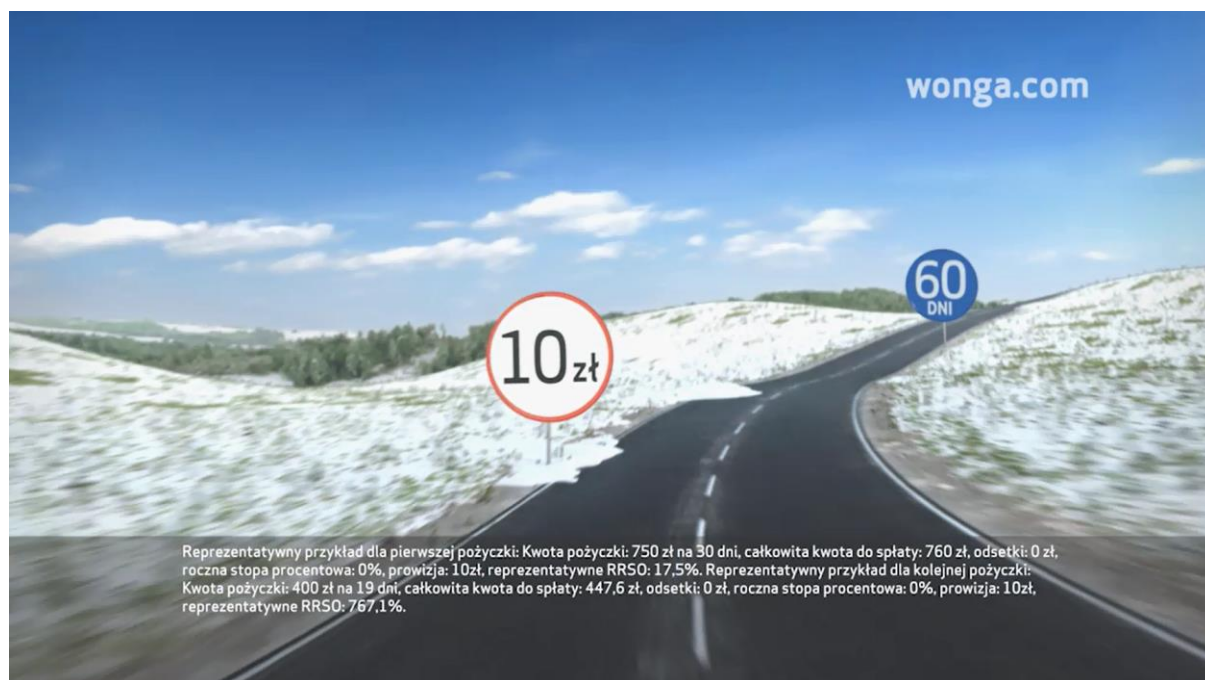 wonga.com
60
DNI
10 zł
Reprezentatywny przykład dla pierwszej pożyczki: Kwota pożyczki: 750 zł na 30 dni, całkowita kwota do spłaty: 760 zł, odsetki: 0 zł,
roczna stopa procentowa: 0%, prowizja: 10zł, reprezentatywne RRSO: 17,5%. Reprezentatywny przykład dla kolejnej pożyczki:
Kwota pożyczki: 400 zł na 19 dni, całkowita kwota do spłaty: 447,6 zł, odsetki: 0 zł, roczna stopa procentowa: 0%, prowizja: 10zł,
reprezentatywne RRSO: 767,1%.